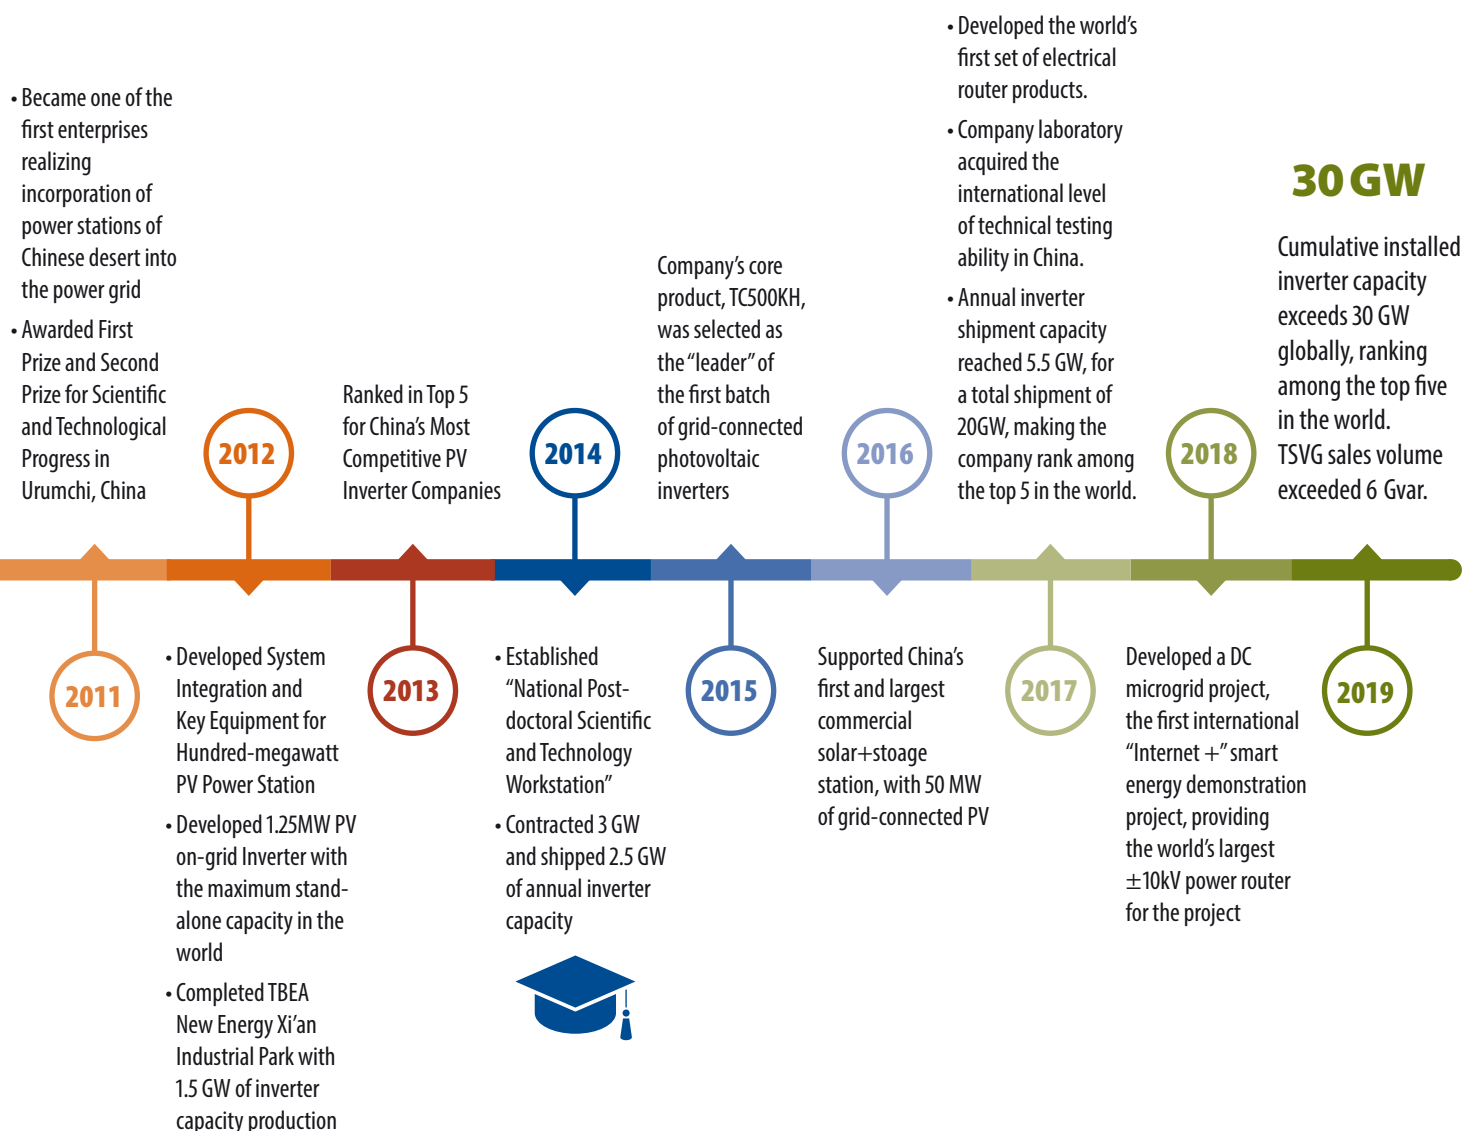 • Became one of the
first enterprises
realizing
incorporation of
power stations of
Chinese desert into
the power grid
• Awarded First
Prize and Second
Prize for Scientific
and Technological
Progress in
Urumchi, China
2011
2012
• Developed System
Integration and
Key Equipment for
Hundred-megawatt
PV Power Station
• Developed 1.25MW PV
on-grid Inverter with
the maximum stand-
alone capacity in the
world
• Completed TBEA
New Energy Xi’an
Industrial Park with
1.5 GW of inverter
capacity production
Ranked in Top 5
for China’s Most
Competitive PV
Inverter Companies
2013
2014
• Established
“National Post-
doctoral Scientific
and Technology
Workstation”
• Contracted 3 GW
and shipped 2.5 GW
of annual inverter
capacity
Company’s core
product, TC500KH,
was selected as
the “leader” of
the first batch
of grid-connected
photovoltaic
inverters
2015
2016
Supported China’s
first and largest
commercial
solar+stoage
station, with 50 MW
of grid-connected PV
• Developed the world’s
first set of electrical
router products.
• Company laboratory
acquired the
international level
of technical testing
ability in China.
• Annual inverter
shipment capacity
reached 5.5 GW, for
a total shipment of
20GW, making the
company rank among
the top 5 in the world.
2017
2018
Developed a DC
microgrid project,
the first international
“Internet +” smart
energy demonstration
project, providing
the world’s largest
±10kV power router
for the project
30 GW
Cumulative installed
inverter capacity
exceeds 30 GW
globally, ranking
among the top five
in the world.
TSVG sales volume
exceeded 6 Gvar.
2019